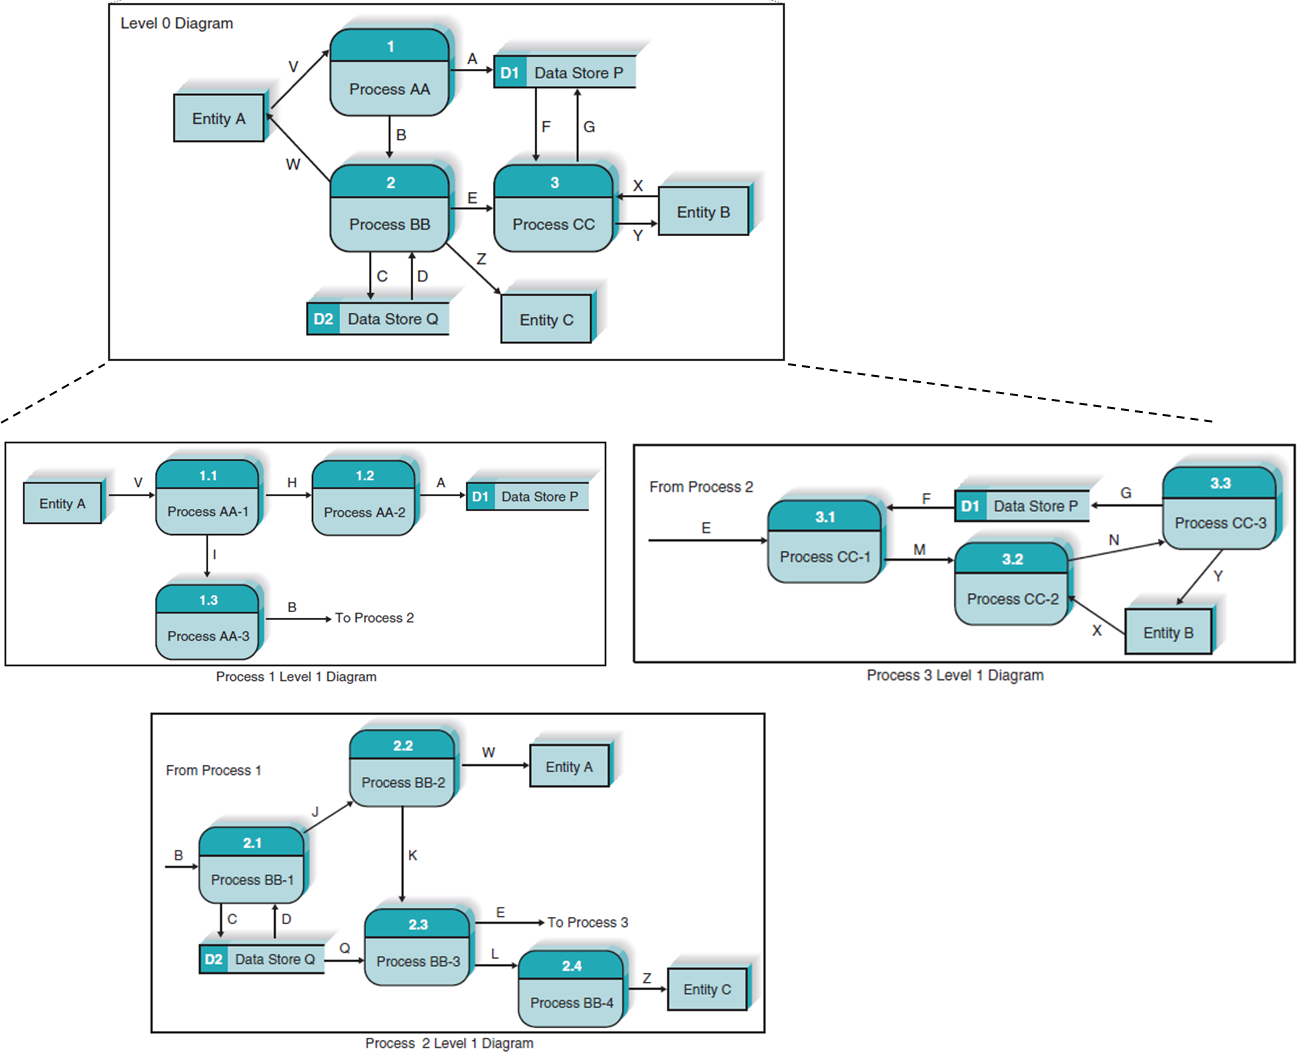 Level 0 Diagram
1
Process AA
V
A
D1 Data Store P
Entity A
B
F
G
W
2
Process BB
E
3
Process CC
X
Y
Entity B
C
D
Z
D2 Data Store Q
Entity C
Entity A
V
1.1
Process AA-1
H
1.2
Process AA-2
A
D1 Data Store P
I
1.3
Process AA-3
B
To Process 2
Process 1 Level 1 Diagram
From Process 2
E
3.1
Process CC-1
F
D1 Data Store P
G
3.3
Process CC-3
M
3.2
Process CC-2
N
Y
X
Entity B
Process 3 Level 1 Diagram
From Process 1
2.2
Process BB-2
W
Entity A
J
B
2.1
Process BB-1
K
C
D
D2 Data Store Q
Q
2.3
Process BB-3
E
To Process 3
L
2.4
Process BB-4
Z
Entity C
Process 2 Level 1 Diagram